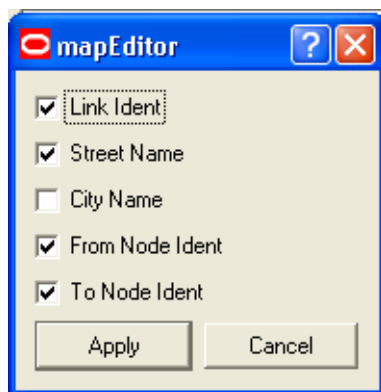 mapEditor
Link Ident
Street Name
City Name
From Node Ident
To Node Ident
Apply Cancel